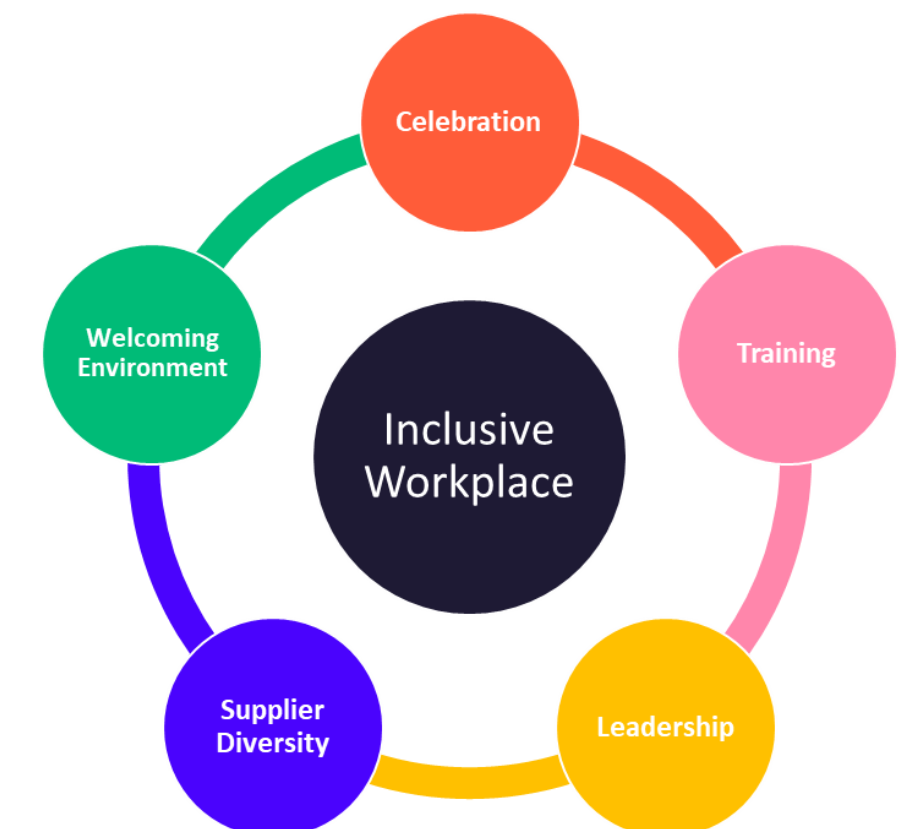 Celebration
Welcoming
Environment
Training
Inclusive
Workplace
Supplier
Diversity
Leadership